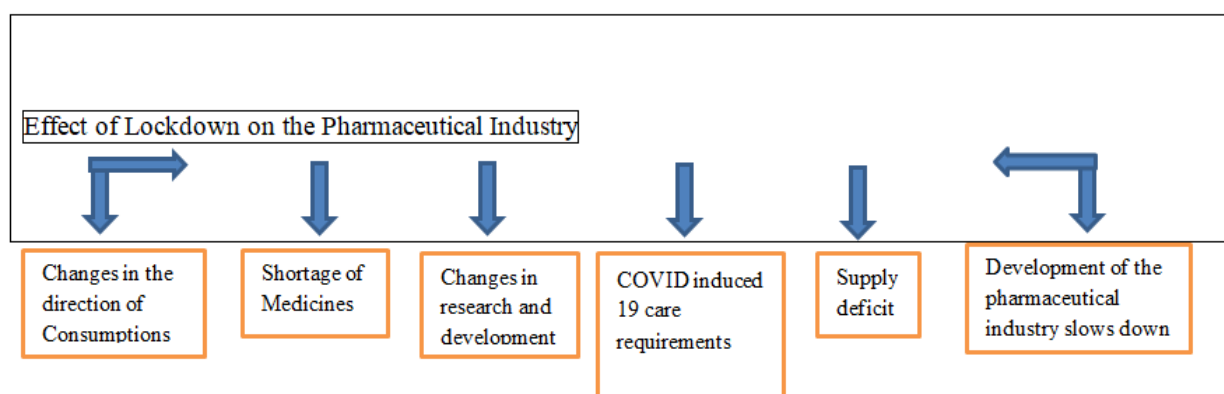 Effect of Lockdown on the Pharmaceutical Industry
Changes in the
direction of
Consumptions
Shortage of
Medicines
Changes in
research and
development
COVID induced
19 care
requirements
Supply
deficit
Development of the
pharmaceutical
industry slows down